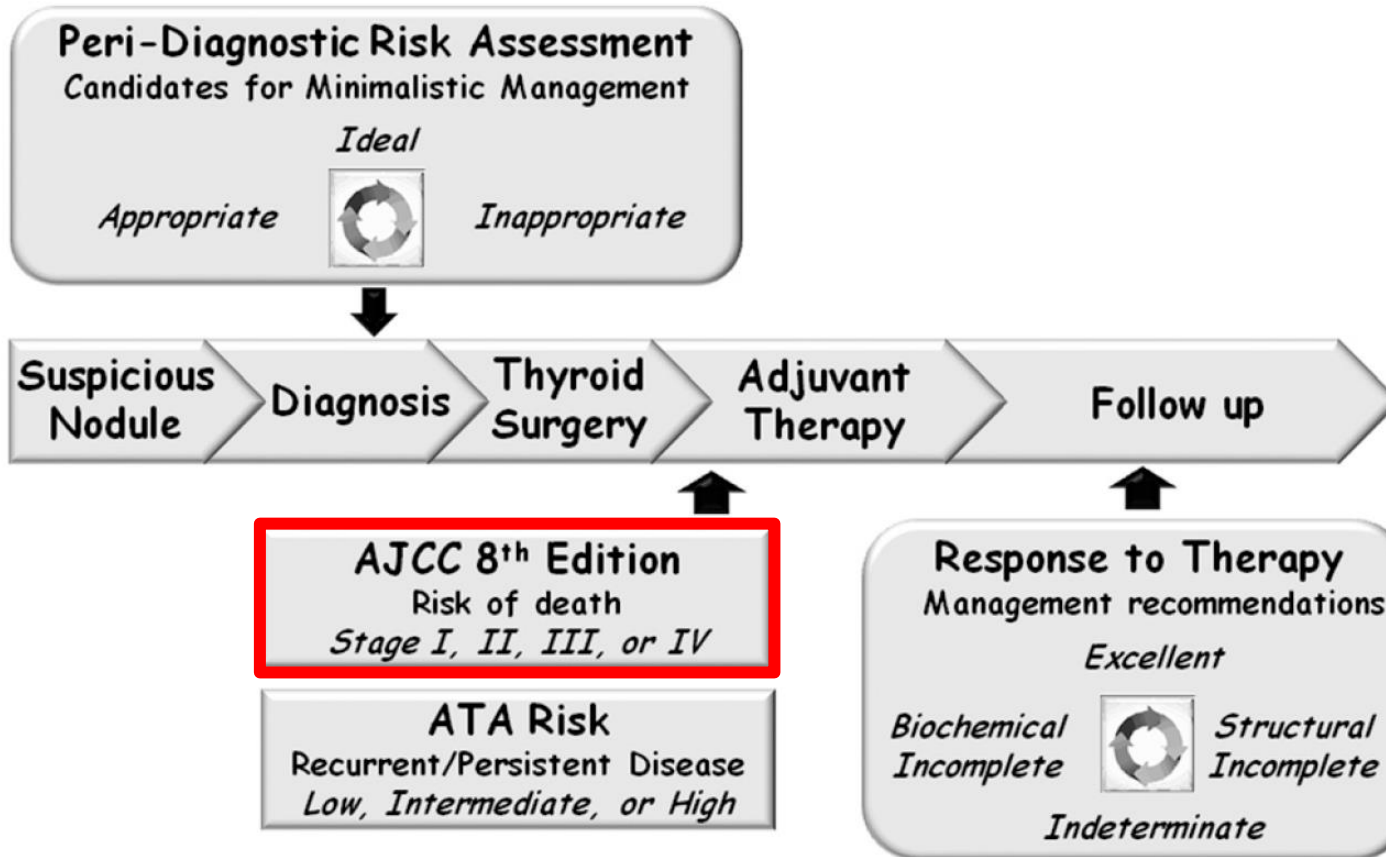 Peri-Diagnostic Risk Assessment
Candidates for Minimalistic Management
Ideal
Appropriate
Inappropriate
Suspicious
Nodule
Diagnosis
Thyroid
Surgery
Adjuvant
Therapy
Follow up
AJCC 8th Edition
Risk of death
Stage I, II, III, or IV
ATA Risk
Recurrent/Persistent Disease
Low, Intermediate, or High
Response to Therapy
Management recommendations
Excellent
Biochemical
Incomplete
Structural
Incomplete
Indeterminate